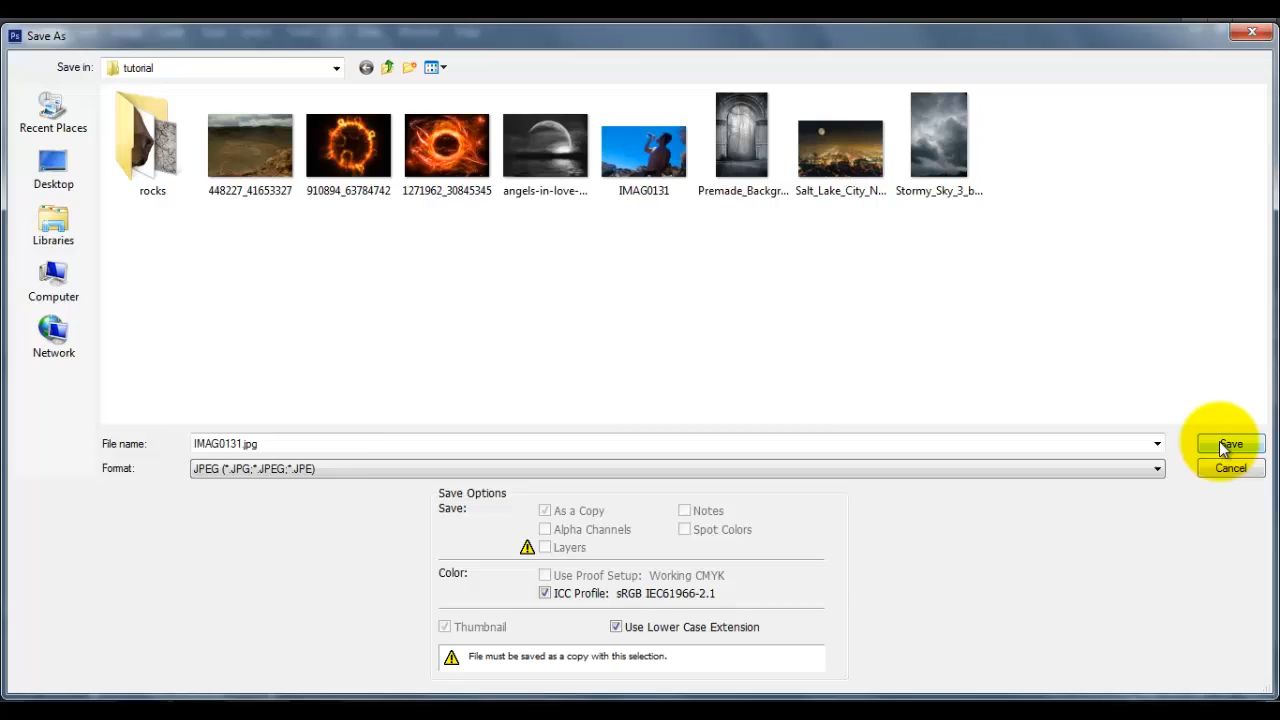 Ps Save As
Save in: tutorial
Recent Places
Desktop
Libraries
Computer
Network
rocks
448227_41653327
910894_63784742
1271962_30845345
angels-in-love-...
IMAG0131
Premade_Backgr...
Salt_Lake_City_N...
Stormy_Sky_3_b...
File name: IMAG0131.jpg Save
Format: JPEG (*.JPG;*.JPEG;*.JPE) Cancel
Save Options
Save: As a Copy Notes
Alpha Channels Spot Colors
Layers
Color: Use Proof Setup: Working CMYK
ICC Profile: sRGB IEC61966-2.1
Thumbnail Use Lower Case Extension
File must be saved as a copy with this selection.